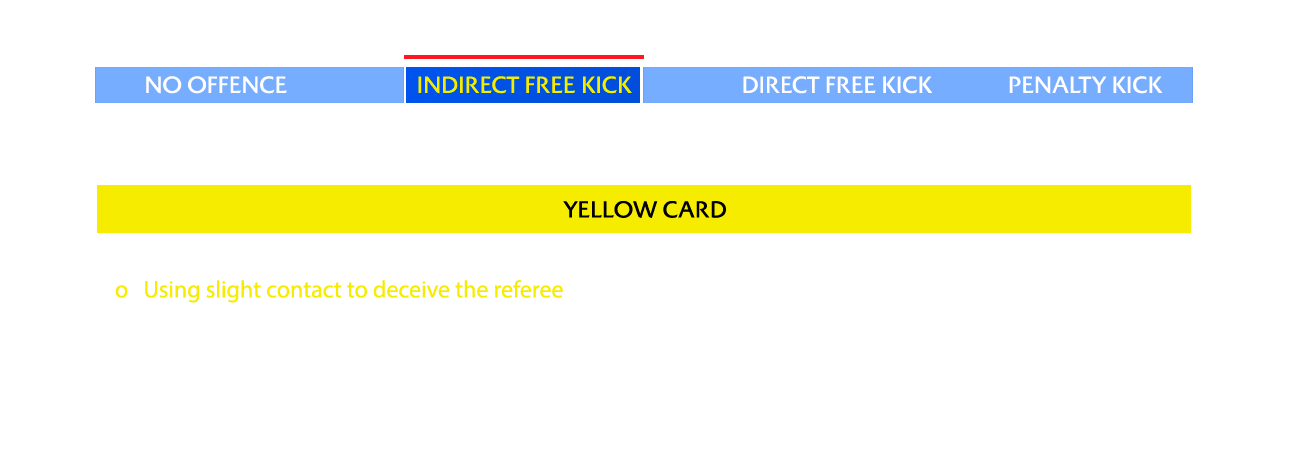 NO OFFENCE INDIRECT FREE KICK DIRECT FREE KICK PENALTY KICK
YELLOW CARD
o Using slight contact to deceive the referee